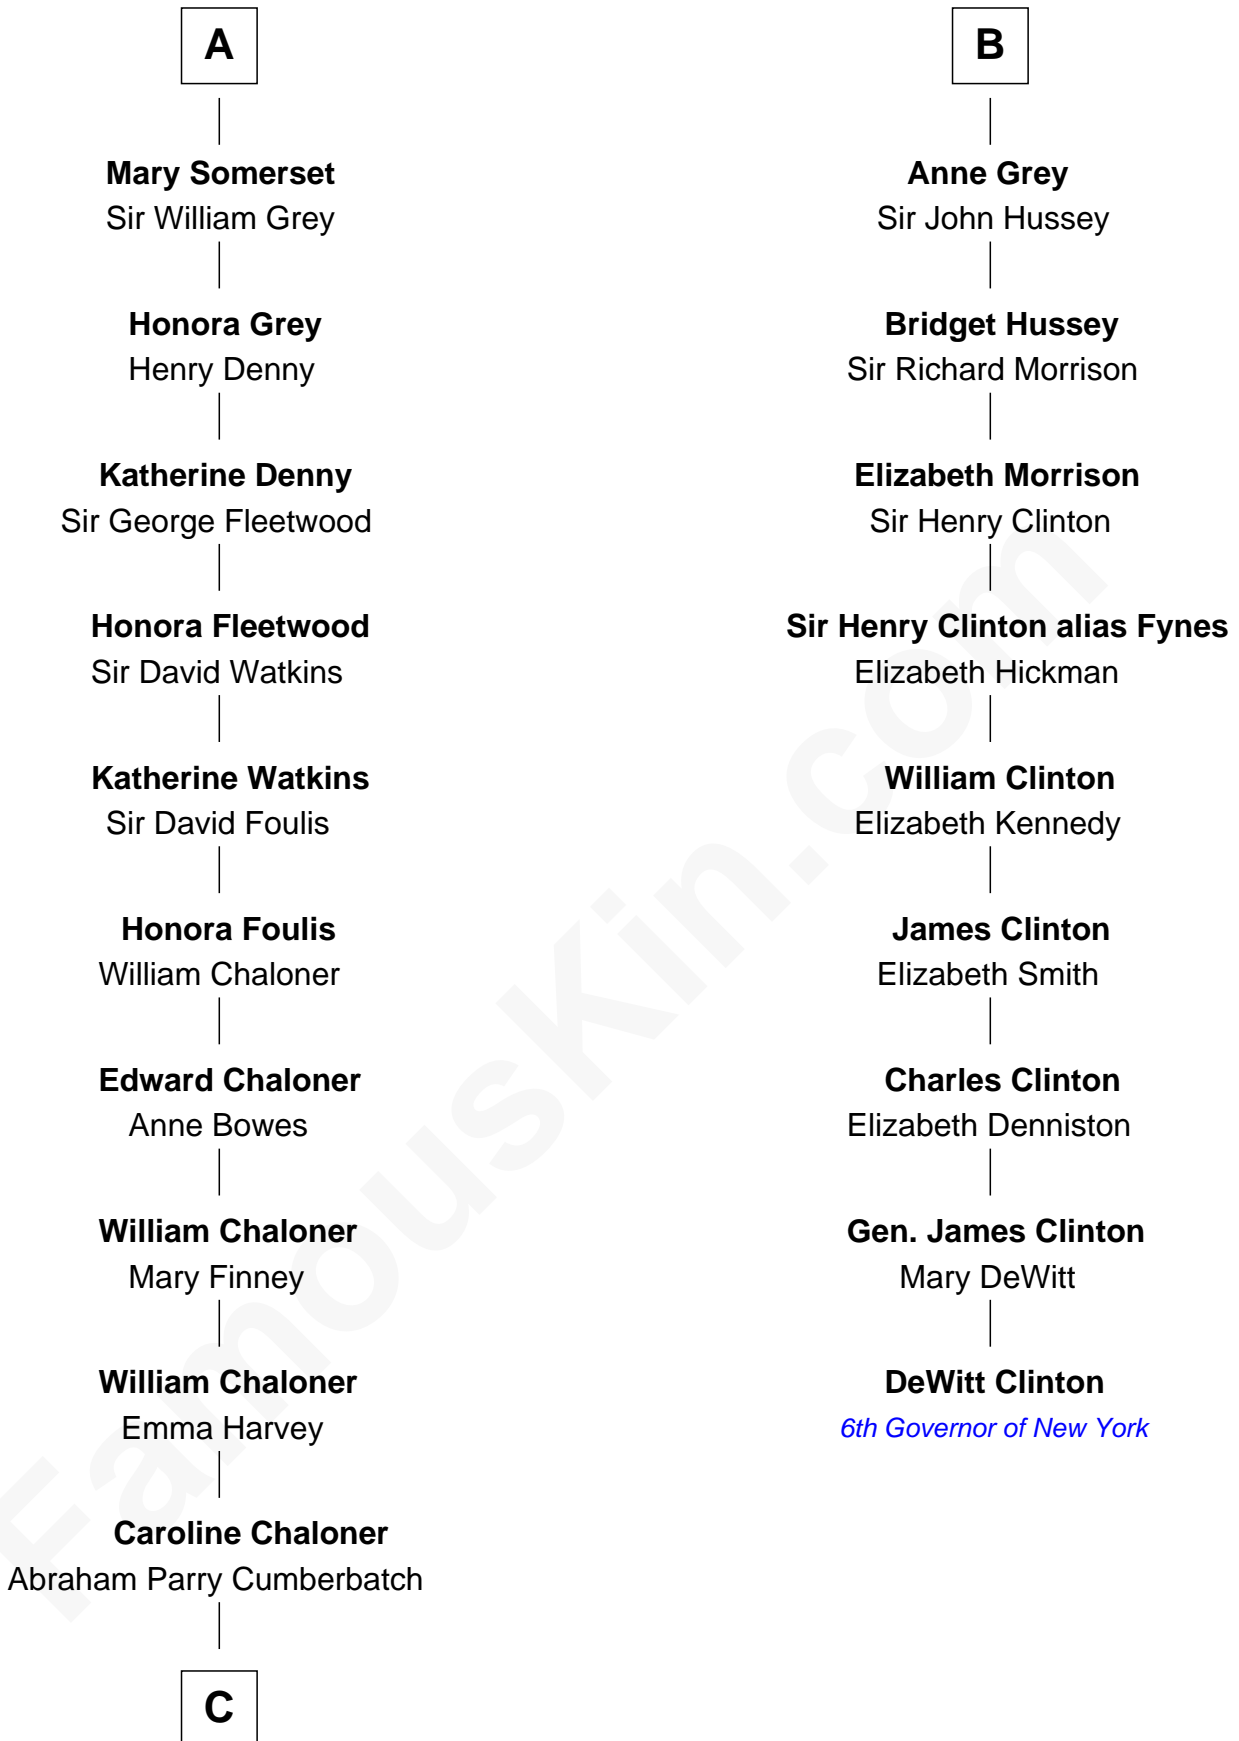 A
Mary Somerset
Sir William Grey
Honora Grey
Henry Denny
Katherine Denny
Sir George Fleetwood
Honora Fleetwood
Sir David Watkins
Katherine Watkins
Sir David Foulis
Honora Foulis
William Chaloner
Edward Chaloner
Anne Bowes
William Chaloner
Mary Finney
William Chaloner
Emma Harvey
Caroline Chaloner
Abraham Parry Cumberbatch
C
B
Anne Grey
Sir John Hussey
Bridget Hussey
Sir Richard Morrison
Elizabeth Morrison
Sir Henry Clinton
Sir Henry Clinton alias Fynes
Elizabeth Hickman
William Clinton
Elizabeth Kennedy
James Clinton
Elizabeth Smith
Charles Clinton
Elizabeth Denniston
Gen. James Clinton
Mary DeWitt
DeWitt Clinton
6th Governor of New York
FamousKin.com